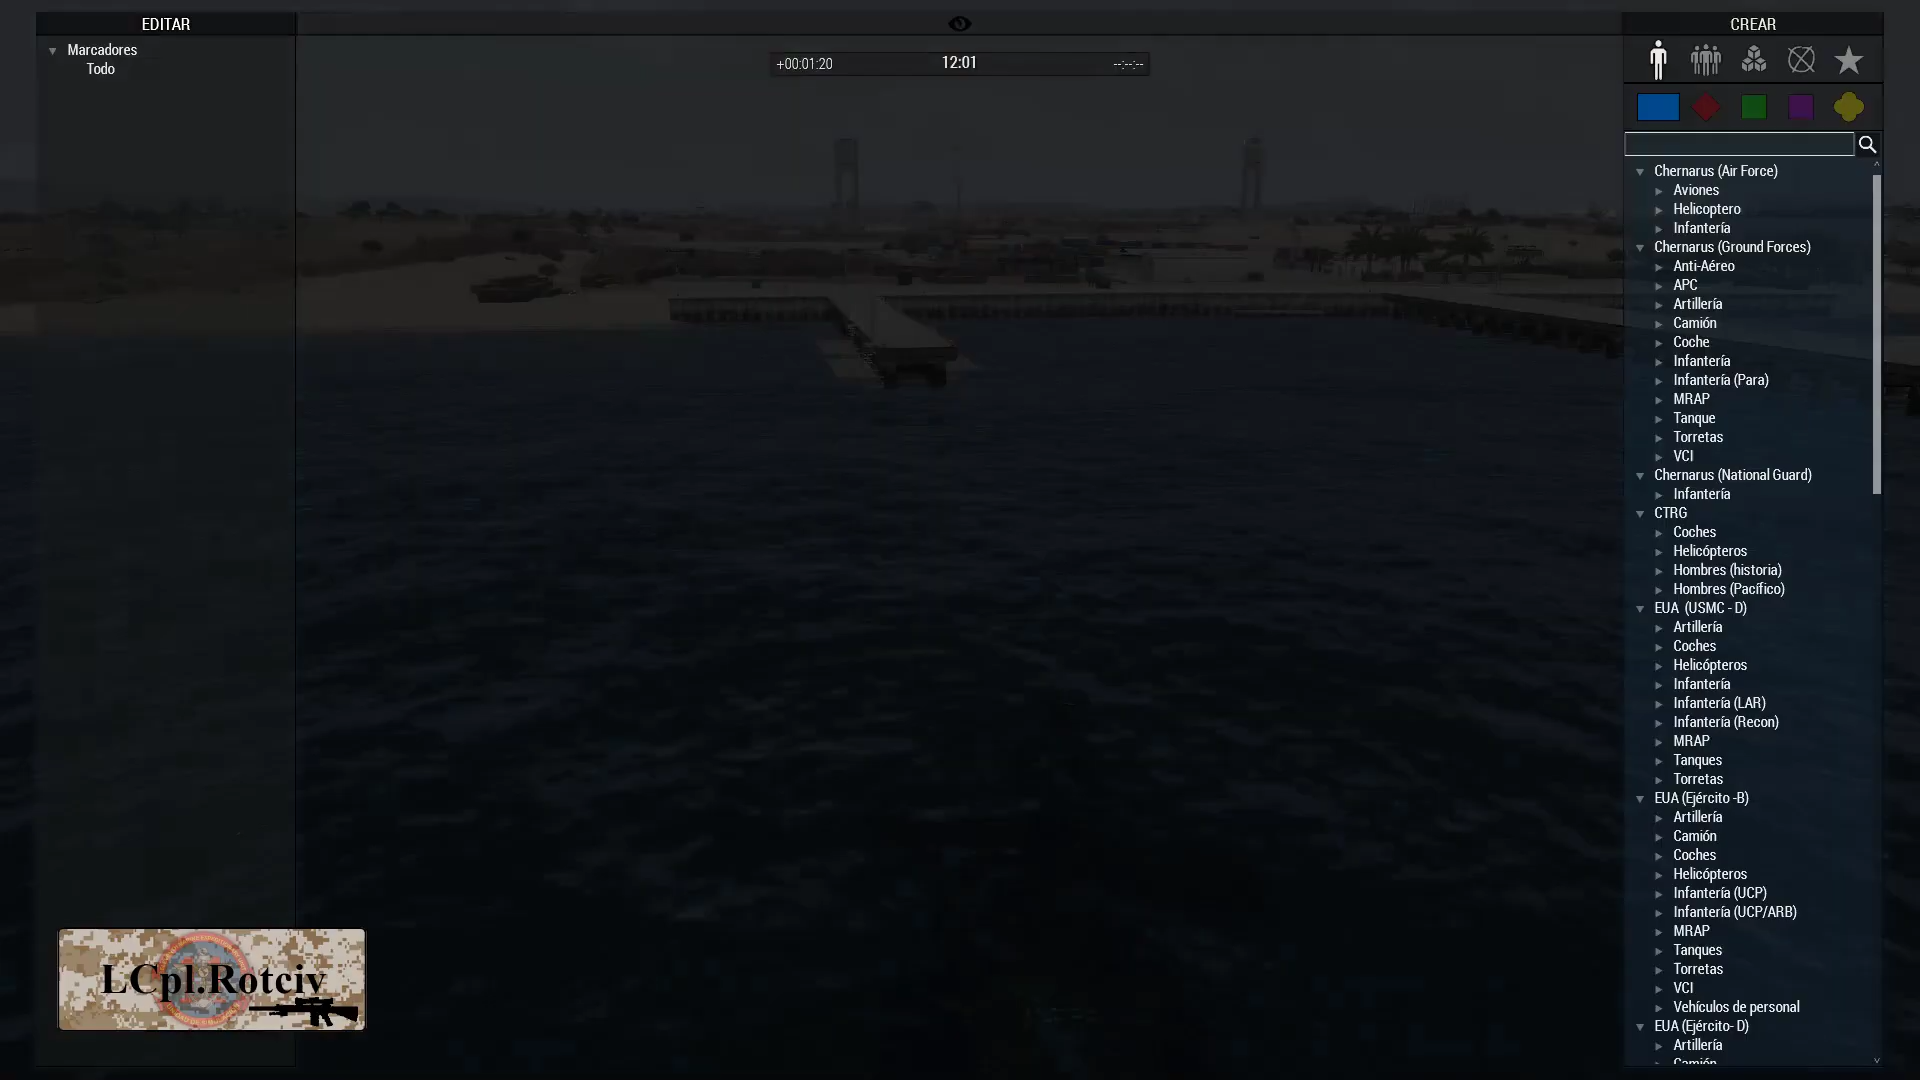 EDITAR
Marcadores
Todo
+00:01:20
12:01
--:--:--
CREAR
Chernarus (Air Force)
Aviones
Helicoptero
Infantería
Chernarus (Ground Forces)
Anti-Aéreo
APC
Artillería
Camión
Coche
Infantería
Infantería (Para)
MRAP
Tanque
Torretas
VCI
Chernarus (National Guard)
Infantería
CTRG
Coches
Helicópteros
Hombres (historia)
Hombres (Pacífico)
EUA (USMC - D)
Artillería
Coches
Helicópteros
Infantería
Infantería (LAR)
Infantería (Recon)
MRAP
Tanques
Torretas
EUA (Ejército -B)
Artillería
Camión
Coches
Helicópteros
Infantería (UCP)
Infantería (UCP/ARB)
MRAP
Tanques
Torretas
VCI
Vehículos de personal
EUA (Ejército- D)
Artillería
Camión
LCpl.Rotciv